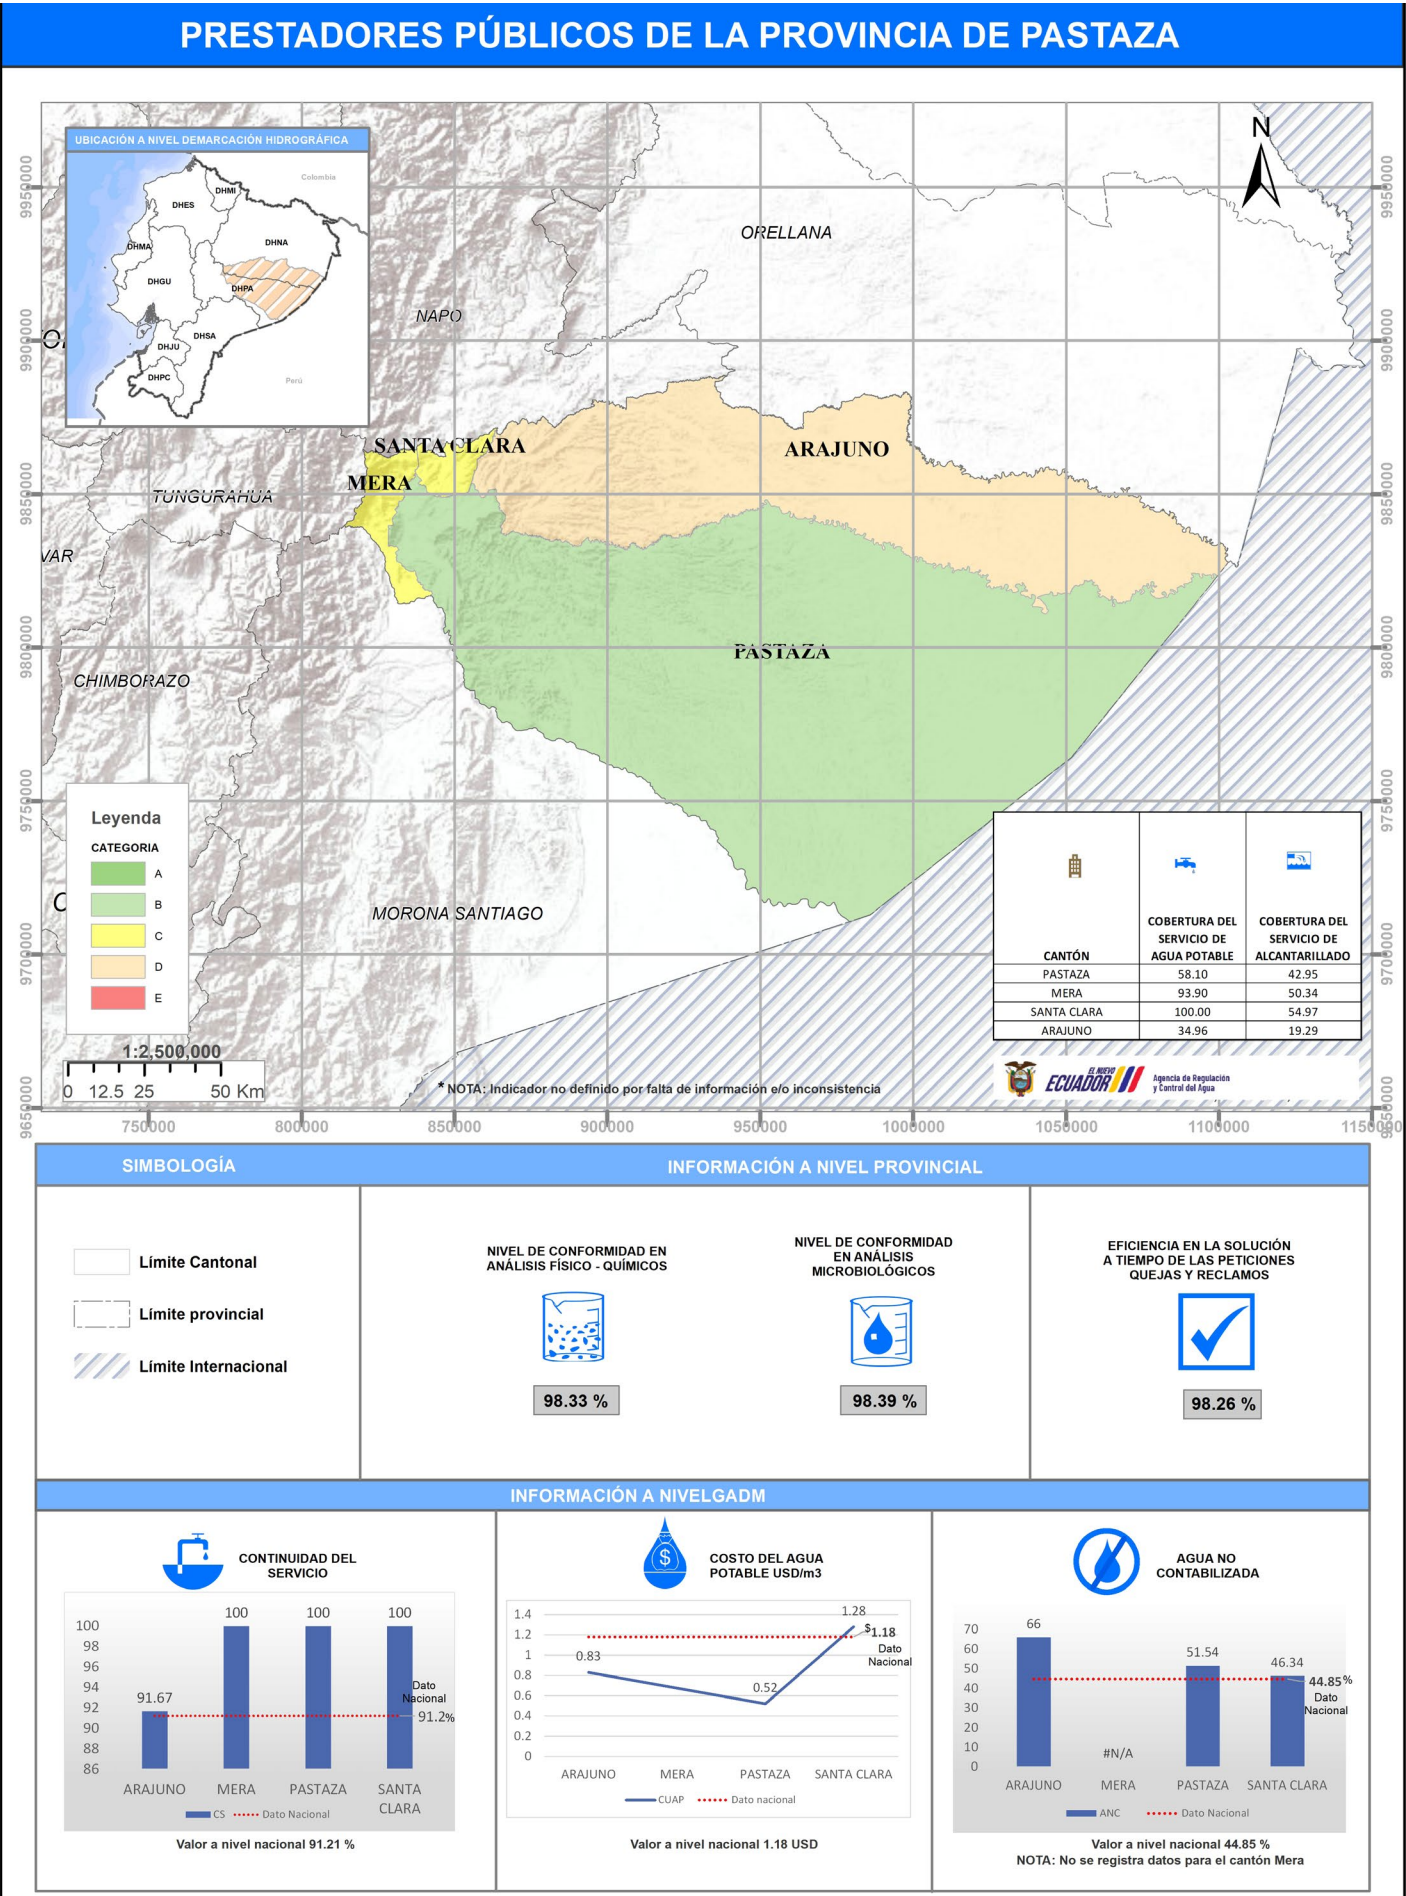 PRESTADORES PÚBLICOS DE LA PROVINCIA DE PASTAZA
UBICACIÓN A NIVEL DEMARCACIÓN HIDROGRÁFICA
Colombia
DHMI
DHES
DHMA
DHNA
DHGU
DHPA
DHSA
DHJU
DHPC
Perú
N
ORELLANA
NAPO
SANTA CLARA
ARAJUNO
MERA
TUNGURAHUA
VAR
PASTAZA
CHIMBORAZO
MORONA SANTIAGO
9950000
9900000
9850000
9800000
9750000
9700000
9650000
9950000
9900000
9850000
9800000
9750000
9700000
9650000
Leyenda
CATEGORIA
A
B
C
D
E
1:2,500,000
0 12.5 25 50 Km
CANTÓN COBERTURA DEL SERVICIO DE AGUA POTABLE COBERTURA DEL SERVICIO DE ALCANTARILLADO
PASTAZA 58.10 42.95
MERA 93.90 50.34
SANTA CLARA 100.00 54.97
ARAJUNO 34.96 19.29
* NOTA: Indicador no definido por falta de información e/o inconsistencia
EL NUEVO
ECUADOR
Agencia de Regulación
y Control del Agua
750000 800000 850000 900000 950000 1000000 1050000 1100000 1150000
SIMBOLOGÍA
INFORMACIÓN A NIVEL PROVINCIAL
Límite Cantonal
Límite provincial
Límite Internacional
NIVEL DE CONFORMIDAD EN
ANÁLISIS FÍSICO - QUÍMICOS
98.33 %
NIVEL DE CONFORMIDAD
EN ANÁLISIS
MICROBIOLÓGICOS
98.39 %
EFICIENCIA EN LA SOLUCIÓN
A TIEMPO DE LAS PETICIONES
QUEJAS Y RECLAMOS
98.26 %
INFORMACIÓN A NIVELGADM
CONTINUIDAD DEL
SERVICIO
100
98
96
94
92
90
88
86
91.67
100
100
100
Dato
Nacional
91.2%
ARAJUNO MERA PASTAZA SANTA
CLARA
CS Dato Nacional
Valor a nivel nacional 91.21 %
COSTO DEL AGUA
POTABLE USD/m3
1.4
1.2
1
0.8
0.6
0.4
0.2
0
0.83
0.52
1.28
$1.18
Dato
Nacional
ARAJUNO MERA PASTAZA SANTA CLARA
CUAP Dato nacional
Valor a nivel nacional 1.18 USD
AGUA NO
CONTABILIZADA
70
60
50
40
30
20
10
0
66
#N/A
51.54
46.34
44.85%
Dato
Nacional
ARAJUNO MERA PASTAZA SANTA CLARA
ANC Dato Nacional
Valor a nivel nacional 44.85 %
NOTA: No se registra datos para el cantón Mera